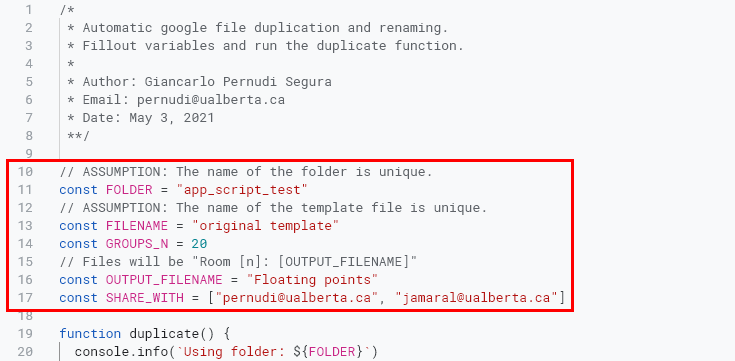 1 /*
2 * Automatic google file duplication and renaming.
3 * Fillout variables and run the duplicate function.
4 *
5 * Author: Giancarlo Pernudi Segura
6 * Email: pernudi@ualberta.ca
7 * Date: May 3, 2021
8 **/
9
10 // ASSUMPTION: The name of the folder is unique.
11 const FOLDER = "app_script_test"
12 // ASSUMPTION: The name of the template file is unique.
13 const FILENAME = "original template"
14 const GROUPS_N = 20
15 // Files will be "Room [n]: [OUTPUT_FILENAME]"
16 const OUTPUT_FILENAME = "Floating points"
17 const SHARE_WITH = ["pernudi@ualberta.ca", "jamaral@ualberta.ca"]
18
19 function duplicate() {
20 console.info(`Using folder: ${FOLDER}`)